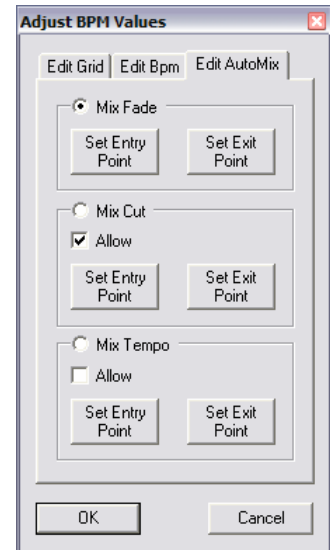 Adjust BPM Values
Edit Grid Edit Bpm Edit AutoMix
Mix Fade
Set Entry Set Exit
Point Point
Mix Cut
Allow
Set Entry Set Exit
Point Point
Mix Tempo
Allow
Set Entry Set Exit
Point Point
OK Cancel